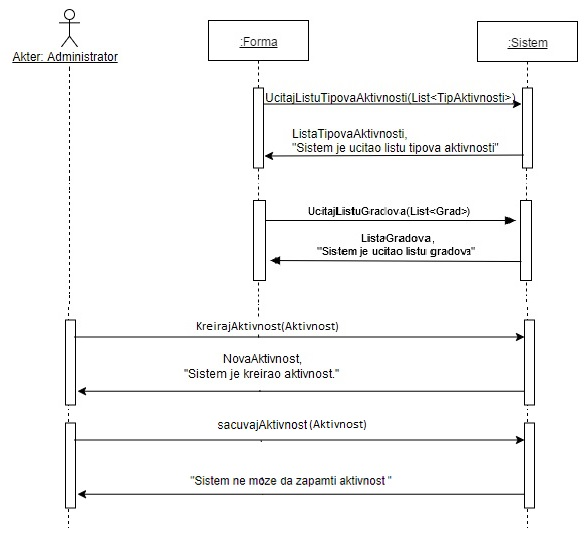 Akter: Administrator
:Forma
:Sistem
UcitajListuTipovaAktivnosti(List<TipAktivnosti>)
ListaTipovaAktivnosti,
"Sistem je ucitao listu tipova aktivnosti"
UcitajListuGradova(List<Grad>)
ListaGradova,
"Sistem je ucitao listu gradova"
KreirajAktivnost(Aktivnost)
NovaAktivnost,
"Sistem je kreirao aktivnost."
sacuvajAktivnost(Aktivnost)
"Sistem ne moze da zapamti aktivnost "